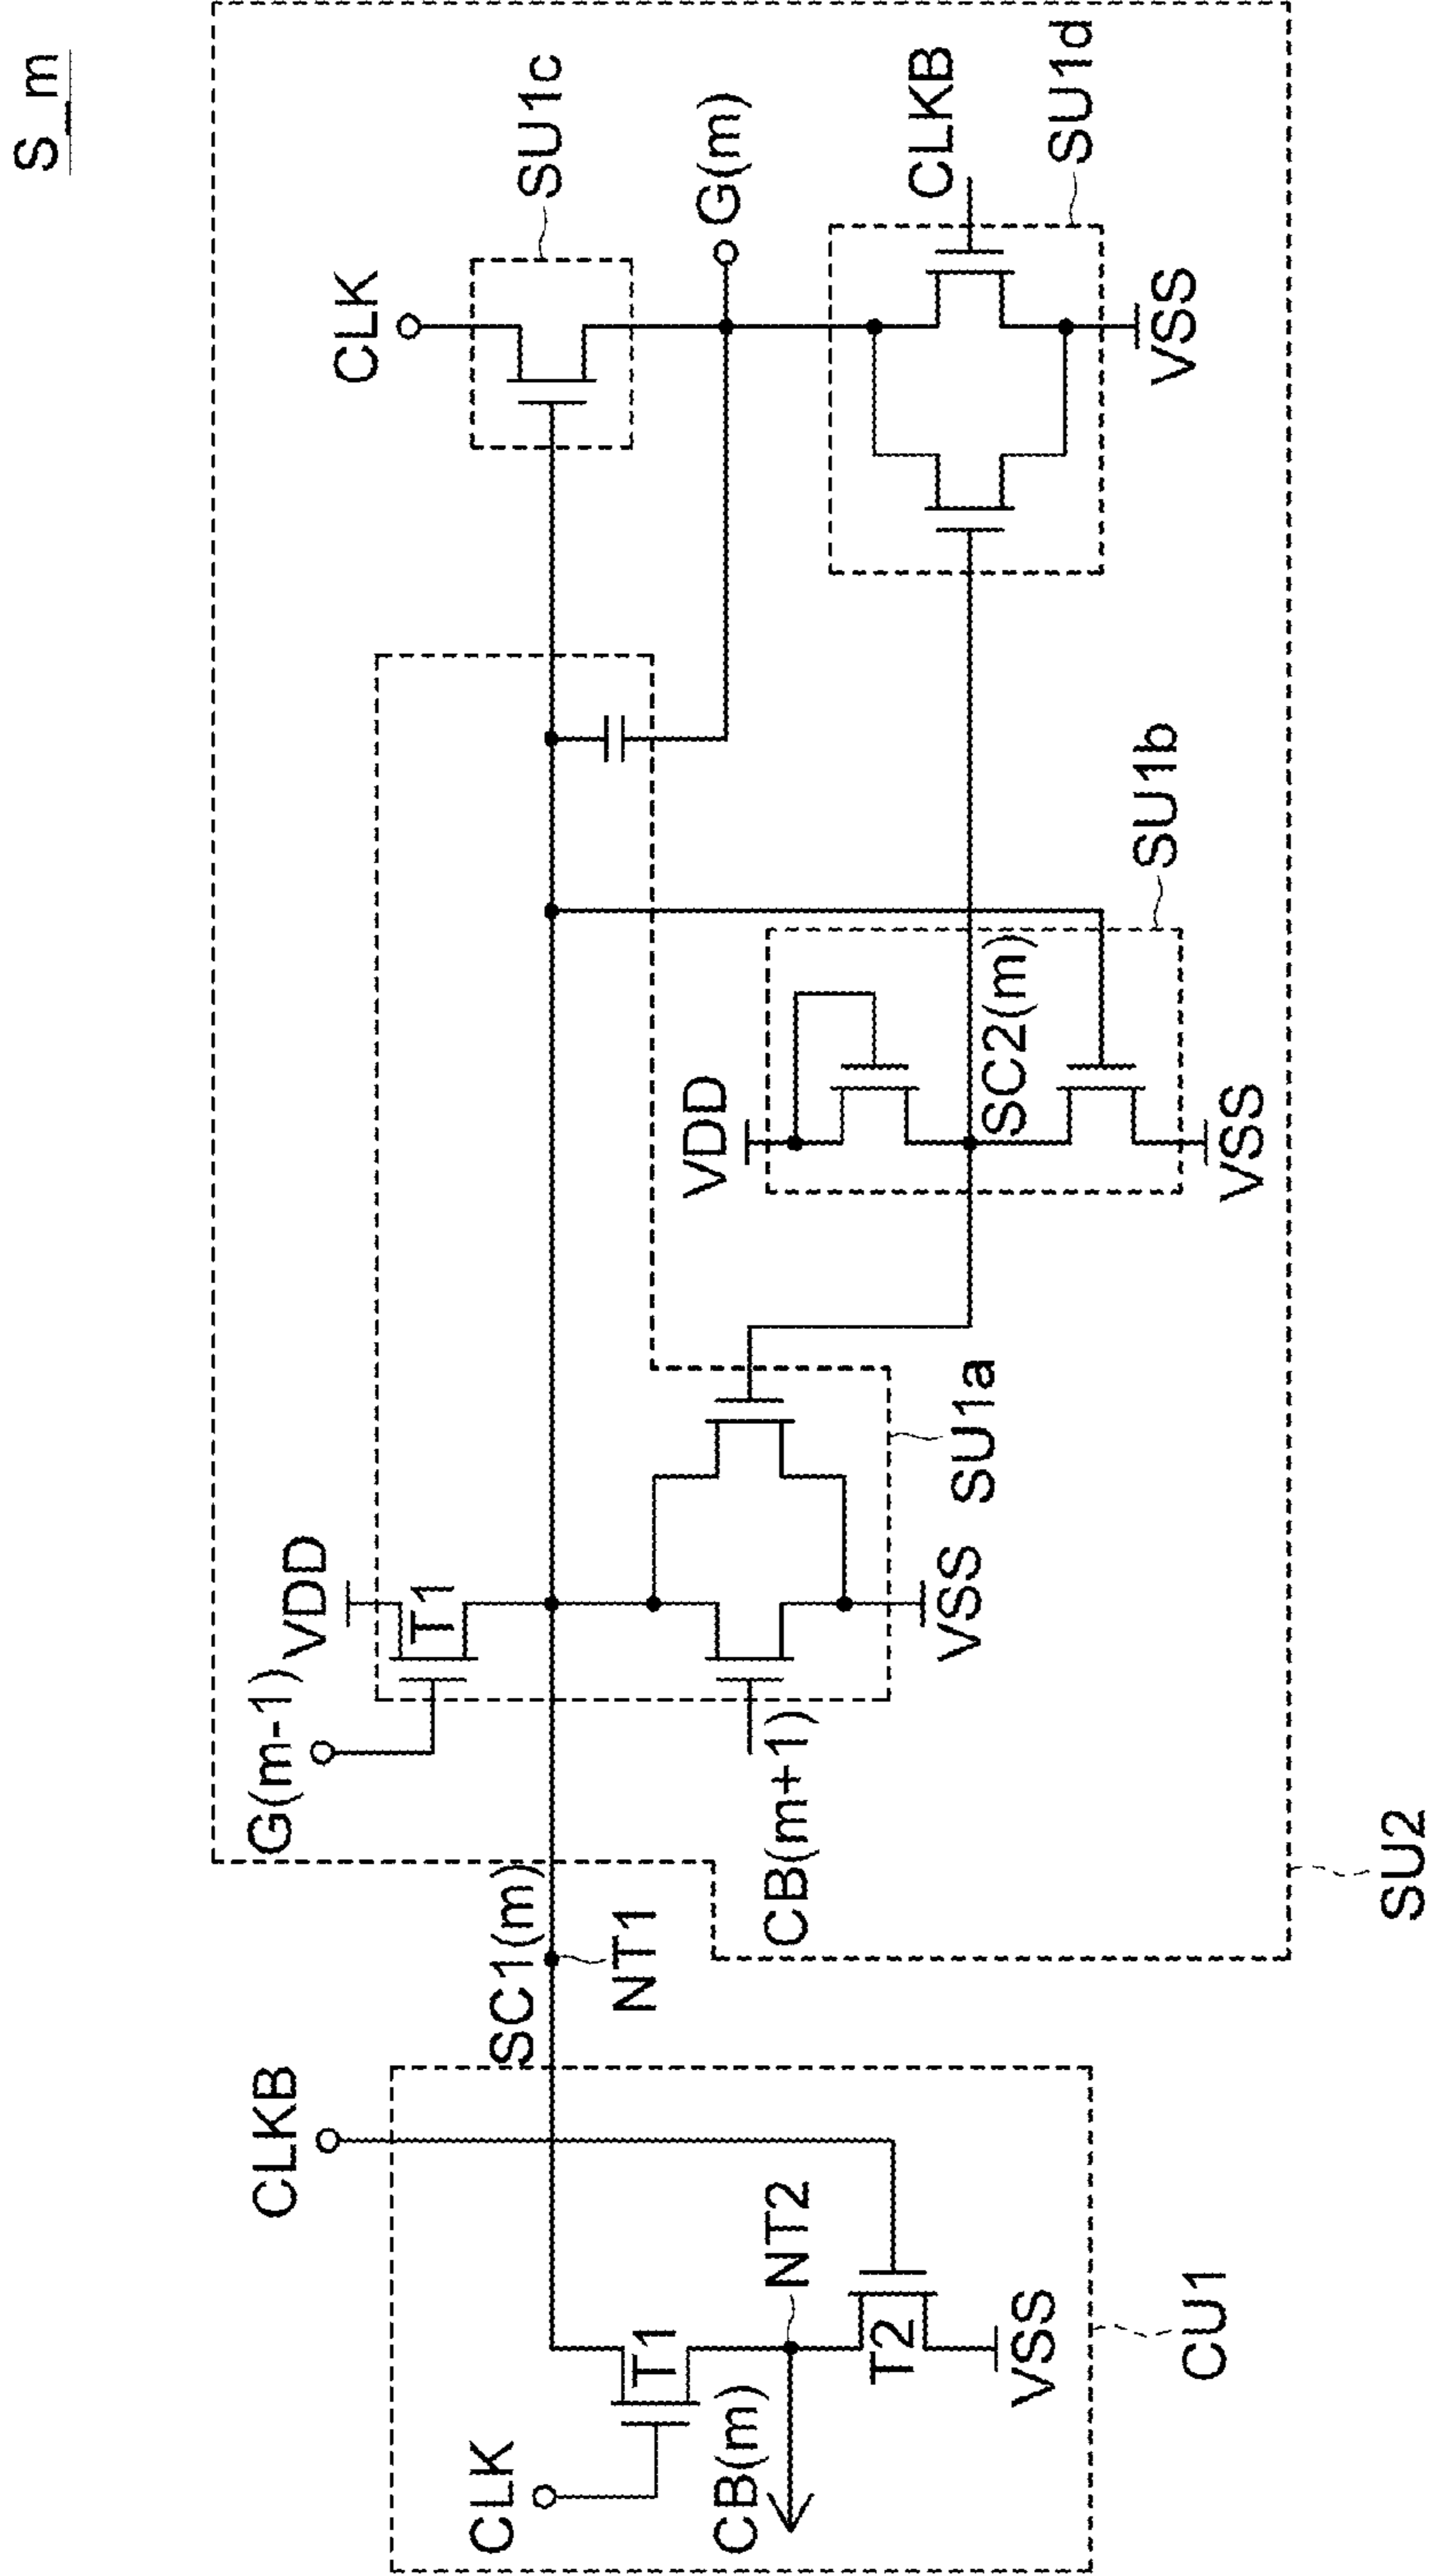 S_m
CLKB
SC1(m)
NT1
CLK
T1
CB(m)
NT2
T2
VSS
CU1
G(m-1)
VDD
T1
CB(m+1)
VSS
SU1a
VDD
SC2(m)
VSS
SU1b
CLK
SU1c
G(m)
CLKB
SU1d
VSS
SU2